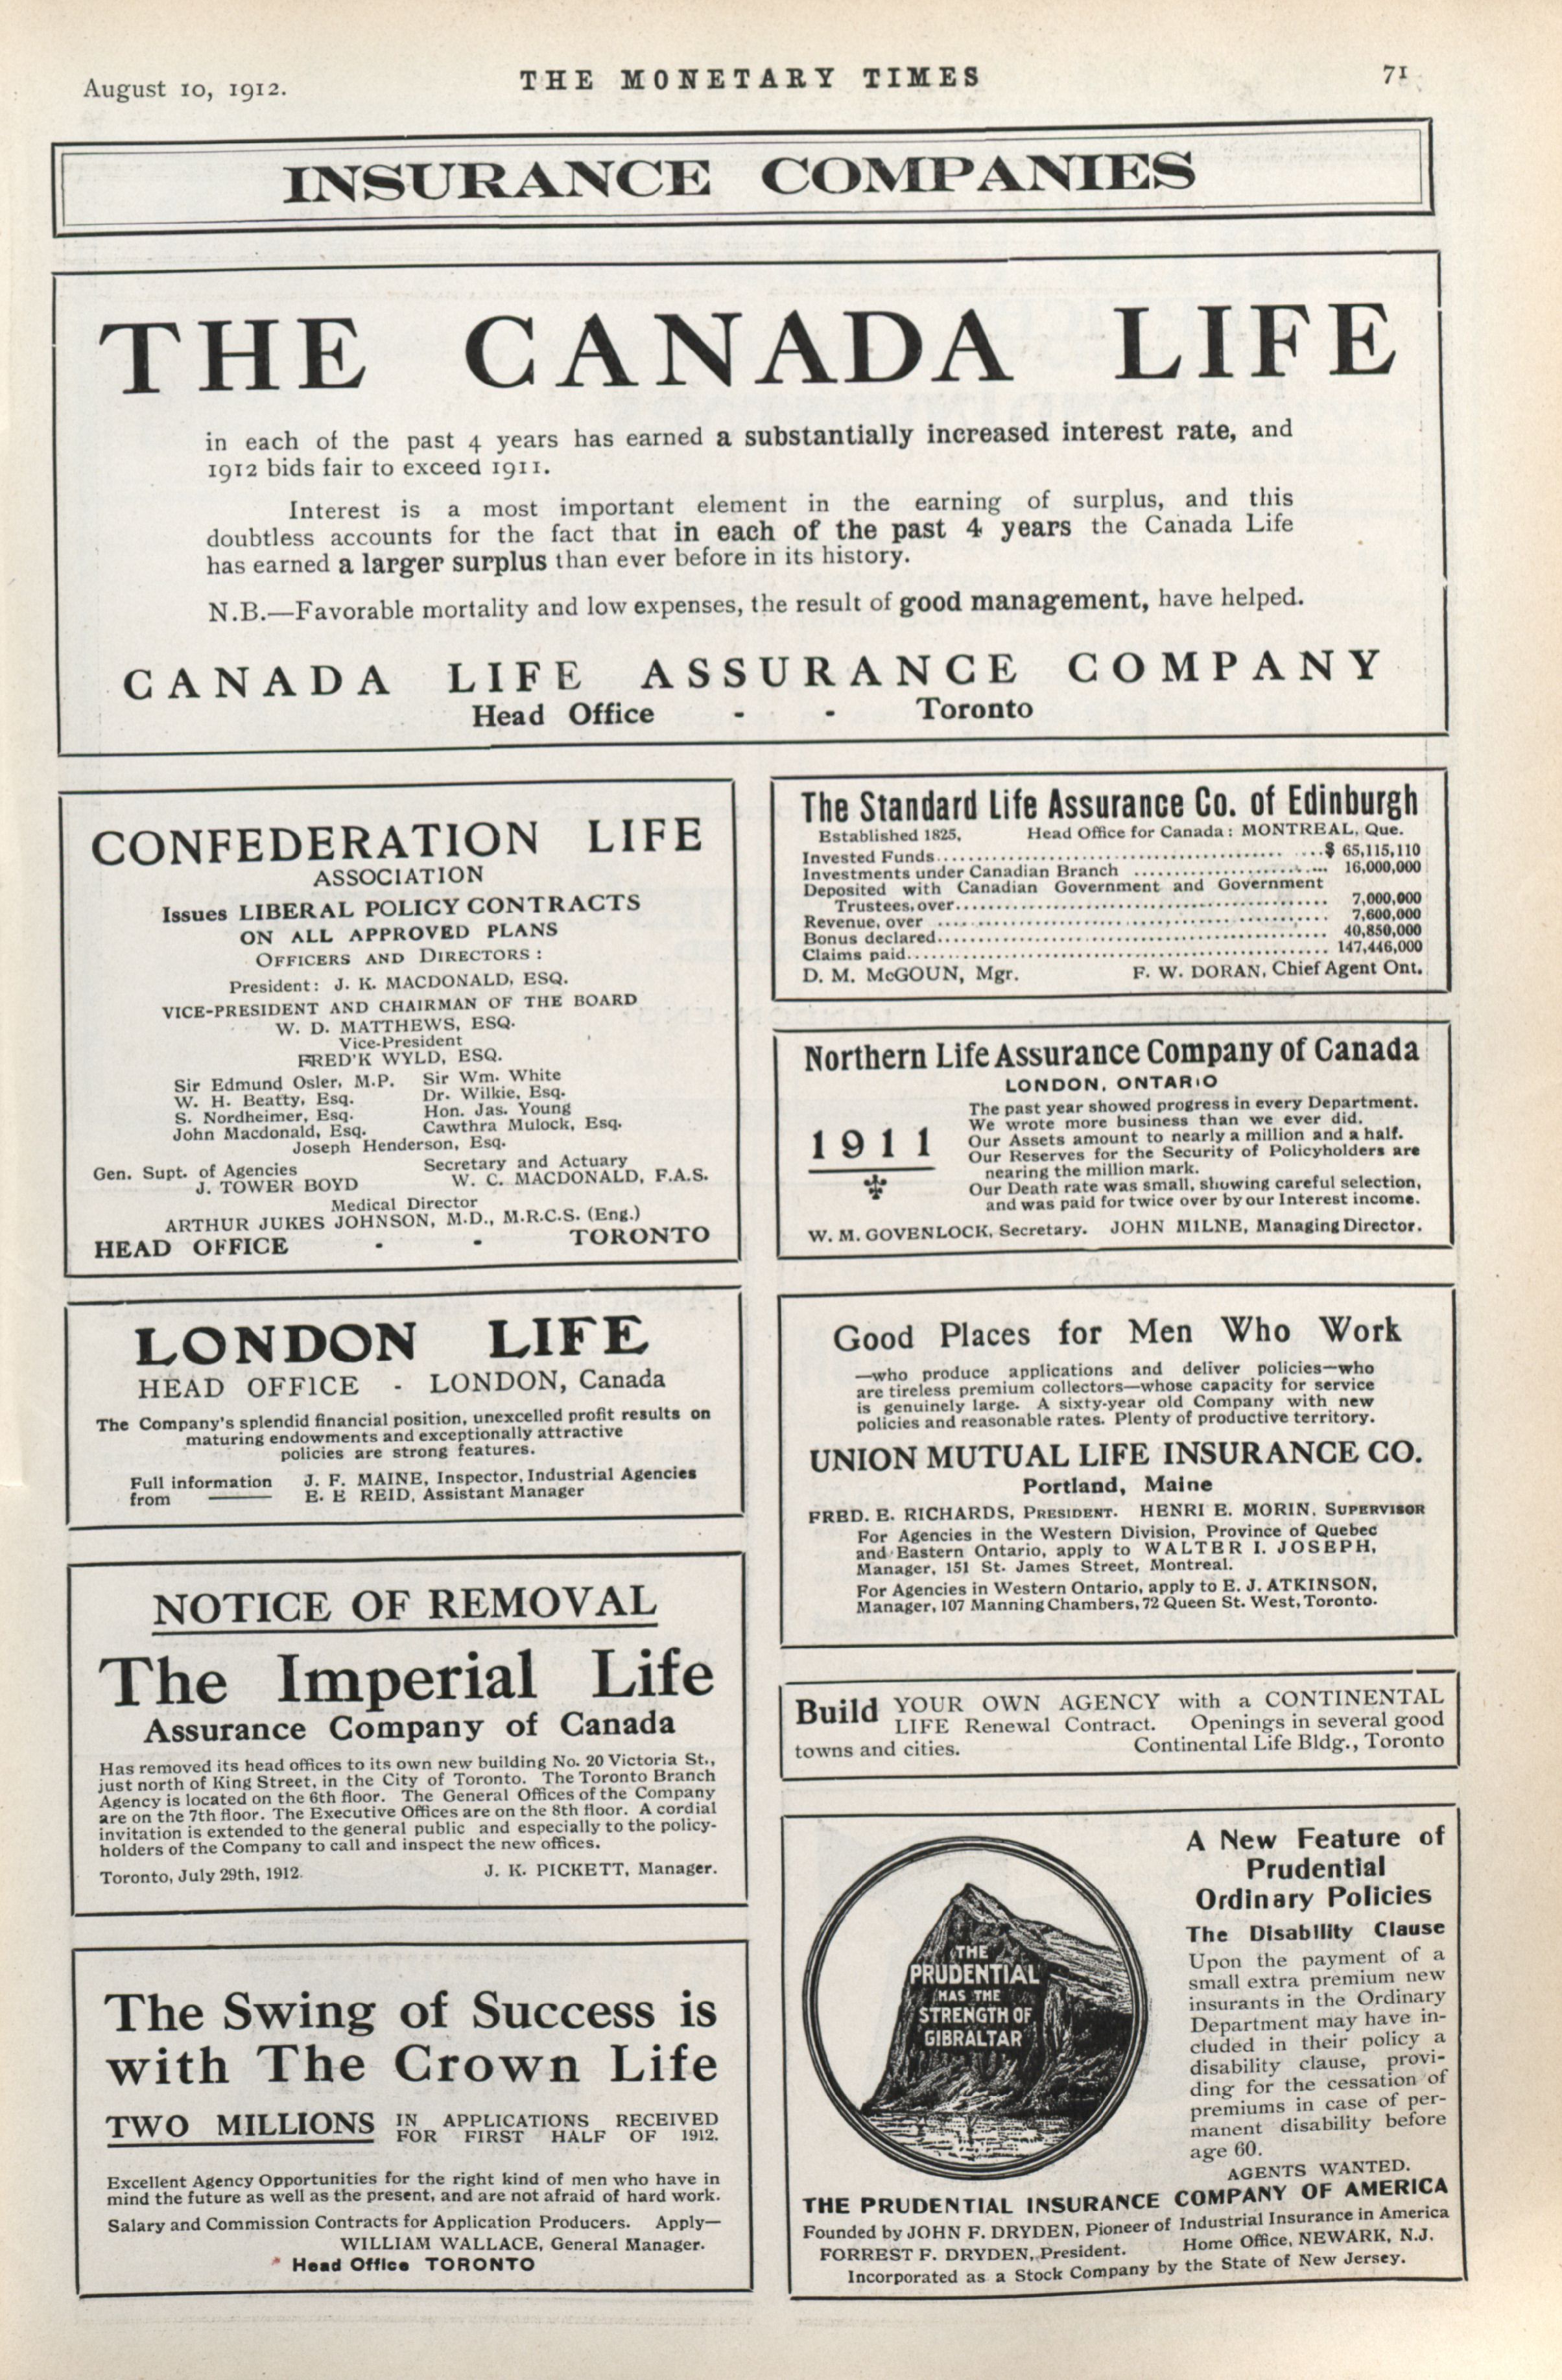 August 10, 1912.
THE MONETARY TIMES
71
INSURANCE COMPANIES
THE CANADA LIFE
in each of the past 4 years has earned a substantially increased interest rate, and
1912 bids fair to exceed 1911.
Interest is a most important element in the earning of surplus, and this
doubtless accounts for the fact that in each of the past 4 years the Canada Life
has earned a larger surplus than ever before in its history.
N.B.—Favorable mortality and low expenses, the result of good management, have helped.
CANADA LIFE ASSURANCE COMPANY
Head Office - - Toronto
CONFEDERATION LIFE
ASSOCIATION
Issues LIBERAL POLICY CONTRACTS
ON ALL APPROVED PLANS
OFFICERS AND DIRECTORS :
President: J. K. MACDONALD, ESQ.
VICE-PRESIDENT AND CHAIRMAN OF THE BOARD
W. D. MATTHEWS, ESQ.
Vice-President
FRED'K WYLD, ESQ.
Sir Edmund Osler, M.P. Sir Wm. White
W. H. Beatty, Esq. Dr. Wilkie, Esq.
S. Nordheimer, Esq. Hon. Jas. Young
John Macdonald, Esq. Cawthra Mulock, Esq.
Joseph Henderson, Esq.
Gen. Supt. of Agencies Secretary and Actuary
J. TOWER BOYD W. C. MACDONALD, F.A.S.
Medical Director
ARTHUR JUKES JOHNSON, M.D., M.R.C.S. (Eng.)
HEAD OFFICE - - TORONTO
LONDON LIFE
HEAD OFFICE - LONDON, Canada
The Company's splendid financial position, unexcelled profit results on
maturing endowments and exceptionally attractive
policies are strong features.
Full information J. F. MAINE, Inspector, Industrial Agencies
from E. E REID, Assistant Manager
NOTICE OF REMOVAL
The Imperial Life
Assurance Company of Canada
Has removed its head offices to its own new building No. 20 Victoria St.,
just north of King Street, in the City of Toronto. The Toronto Branch
Agency is located on the 6th floor. The General Offices of the Company
are on the 7th floor. The Executive Offices are on the 8th floor. A cordial
invitation is extended to the general public and especially to the policy-
holders of the Company to call and inspect the new offices.
Toronto, July 29th, 1912. J. K. PICKETT, Manager.
The Swing of Success is
with The Crown Life
TWO MILLIONS IN APPLICATIONS RECEIVED
FOR FIRST HALF OF 1912.
Excellent Agency Opportunities for the right kind of men who have in
mind the future as well as the present, and are not afraid of hard work.
Salary and Commission Contracts for Application Producers. Apply—
WILLIAM WALLACE, General Manager.
Head Office TORONTO
The Standard Life Assurance Co. of Edinburgh
Established 1825, Head Office for Canada: MONTREAL, Que.
Invested Funds.......................................$ 65,115,110
Investments under Canadian Branch ........................ 16,000,000
Deposited with Canadian Government and Government
Trustees, over........................................ 7,000,000
Revenue, over ........................................ 7,600,000
Bonus declared........................................ 40,850,000
Claims paid........................................ 147,446,000
D. M. McGOUN, Mgr. F. W. DORAN, Chief Agent Ont.
Northern Life Assurance Company of Canada
LONDON, ONTARIO
1911
The past year showed progress in every Department.
We wrote more business than we ever did.
Our Assets amount to nearly a million and a half.
Our Reserves for the Security of Policyholders are
nearing the million mark.
Our Death rate was small, showing careful selection,
and was paid for twice over by our Interest income.
W. M. GOVENLOCK, Secretary. JOHN MILNE, Managing Director.
Good Places for Men Who Work
—who produce applications and deliver policies—who
are tireless premium collectors—whose capacity for service
is genuinely large. A sixty-year old Company with new
policies and reasonable rates. Plenty of productive territory.
UNION MUTUAL LIFE INSURANCE CO.
Portland, Maine
FRED. E. RICHARDS, PRESIDENT. HENRI E. MORIN, SUPERVISOR
For Agencies in the Western Division, Province of Quebec
and Eastern Ontario, apply to WALTER I. JOSEPH,
Manager, 151 St. James Street, Montreal.
For Agencies in Western Ontario, apply to E. J. ATKINSON,
Manager, 107 Manning Chambers, 72 Queen St. West, Toronto.
Build YOUR OWN AGENCY with a CONTINENTAL
LIFE Renewal Contract. Openings in several good
towns and cities. Continental Life Bldg., Toronto
THE
PRUDENTIAL
HAS THE
STRENGTH OF
GIBRALTAR
A New Feature of
Prudential
Ordinary Policies
The Disability Clause
Upon the payment of a
small extra premium new
insurants in the Ordinary
Department may have in-
cluded in their policy a
disability clause, provi-
ding for the cessation of
premiums in case of per-
manent disability before
age 60.
AGENTS WANTED.
THE PRUDENTIAL INSURANCE COMPANY OF AMERICA
Founded by JOHN F. DRYDEN, Pioneer of Industrial Insurance in America
FORREST F. DRYDEN, President. Home Office, NEWARK, N.J.
Incorporated as a Stock Company by the State of New Jersey.